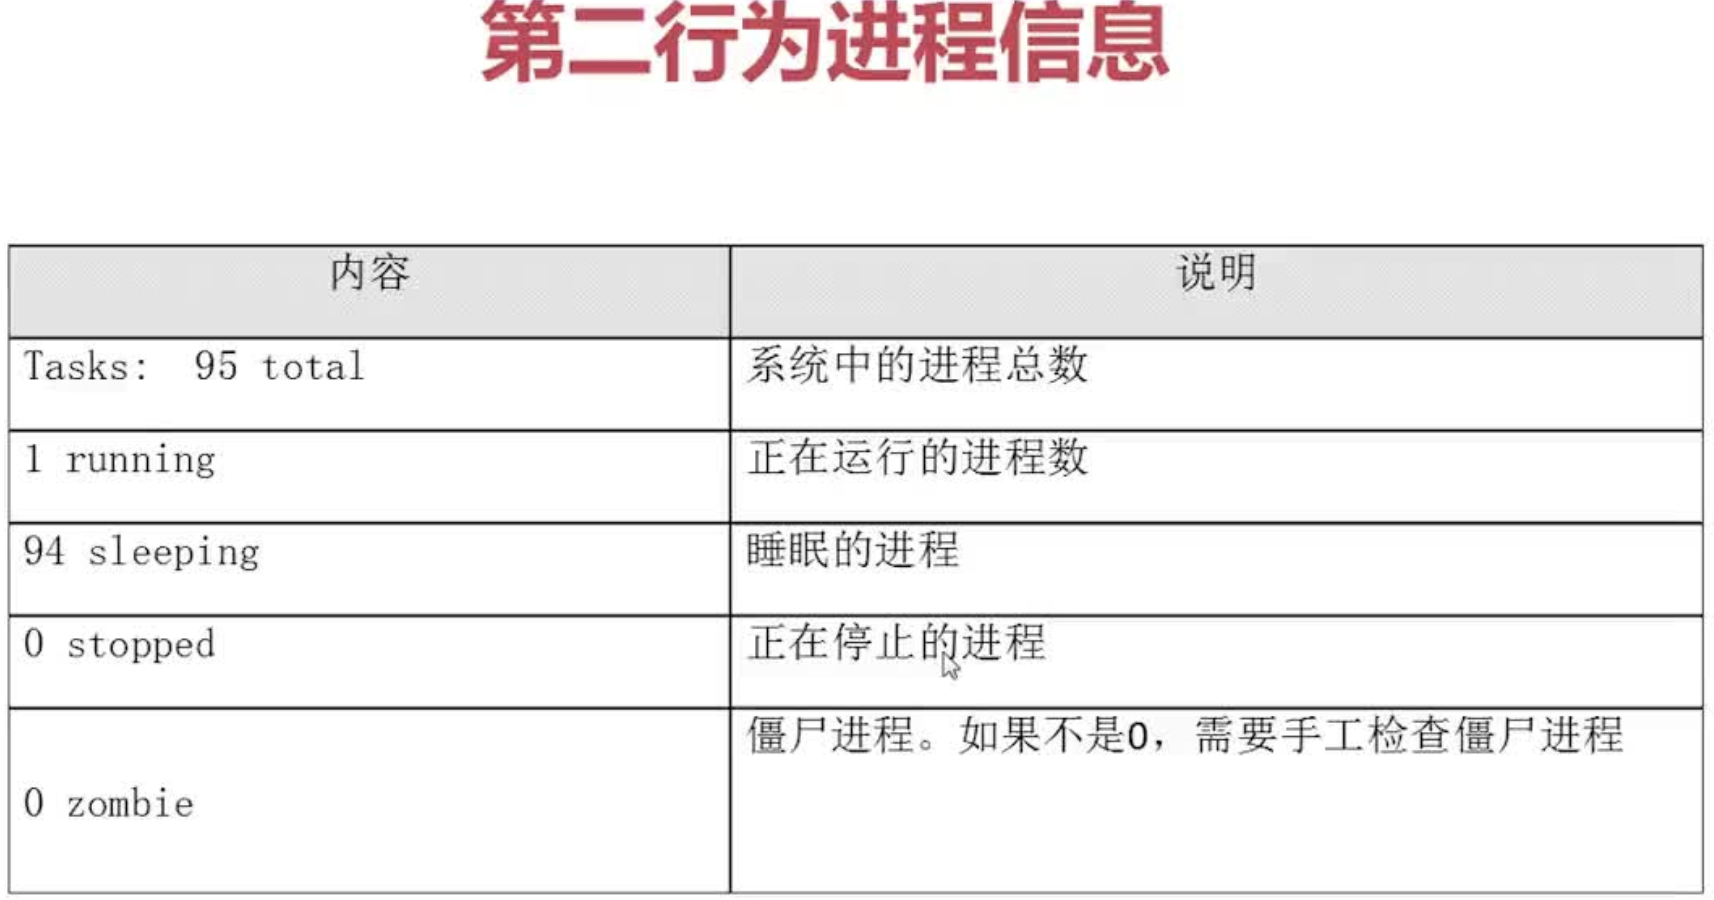 第二行为进程信息
内容 说明
Tasks: 95 total 系统中的进程总数
1 running 正在运行的进程数
94 sleeping 睡眠的进程
0 stopped 正在停止的进程
僵尸进程。如果不是0，需要手工检查僵尸进程
0 zombie